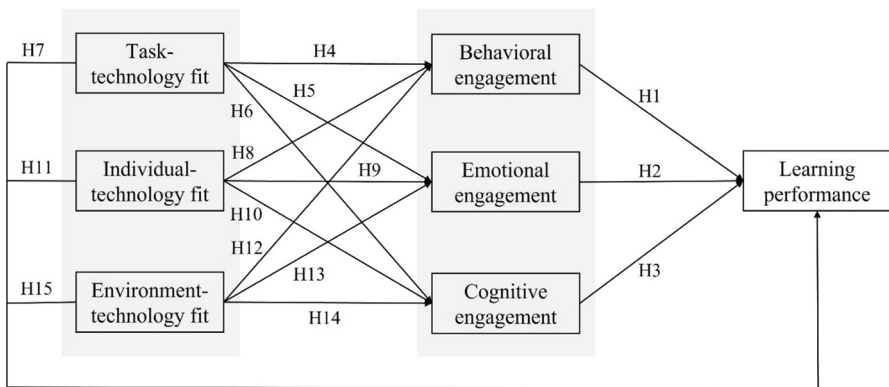 H7
Task-
technology fit
H4
H5
H6
Behavioral
engagement
H1
H11
Individual-
technology fit
H8
H9
H10
Emotional
engagement
H2
Learning
performance
H15
Environment-
technology fit
H12
H13
H14
Cognitive
engagement
H3